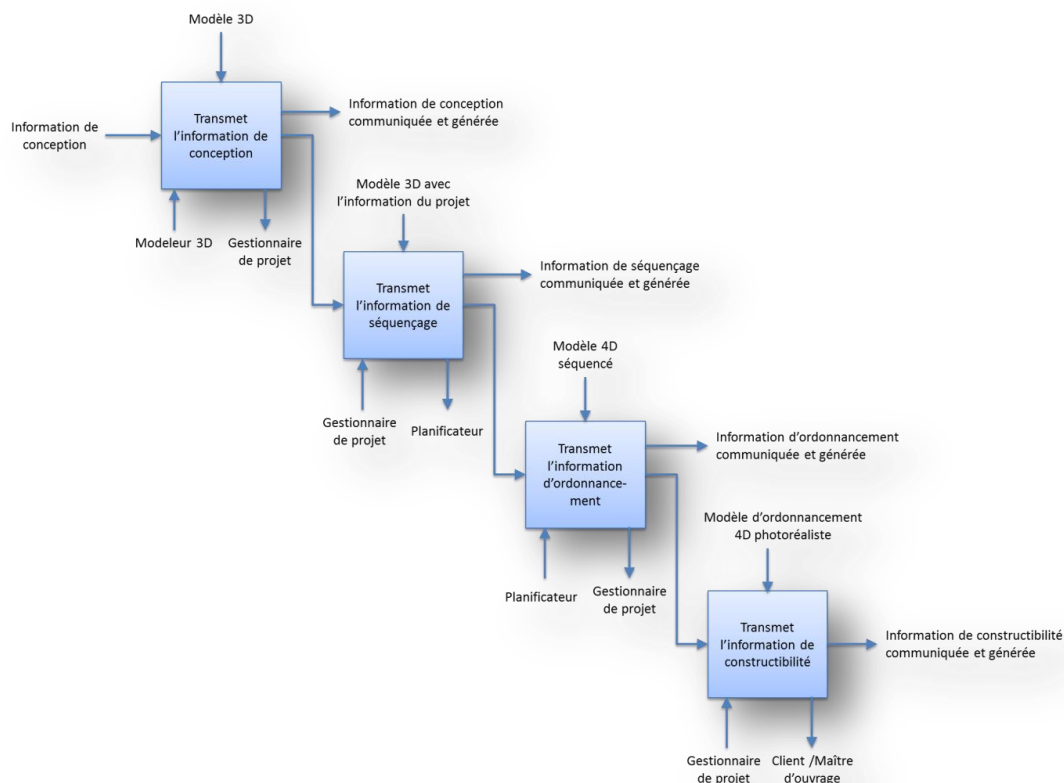 Modèle 3D
Information de
conception
Transmet
l’information de
conception
Information de conception
communiquée et générée
Modeleur 3D
Gestionnaire
de projet
Modèle 3D avec
l’information du projet
Transmet
l’information de
séquençage
Information de séquençage
communiquée et générée
Gestionnaire
de projet
Planificateur
Modèle 4D
séquencé
Transmet
l’information
d’ordonnance-
ment
Information d’ordonnancement
communiquée et générée
Planificateur
Gestionnaire
de projet
Modèle d’ordonnancement
4D photoréaliste
Transmet
l’information de
constructibilité
Information de constructibilité
communiquée et générée
Gestionnaire
de projet
Client /Maître
d’ouvrage